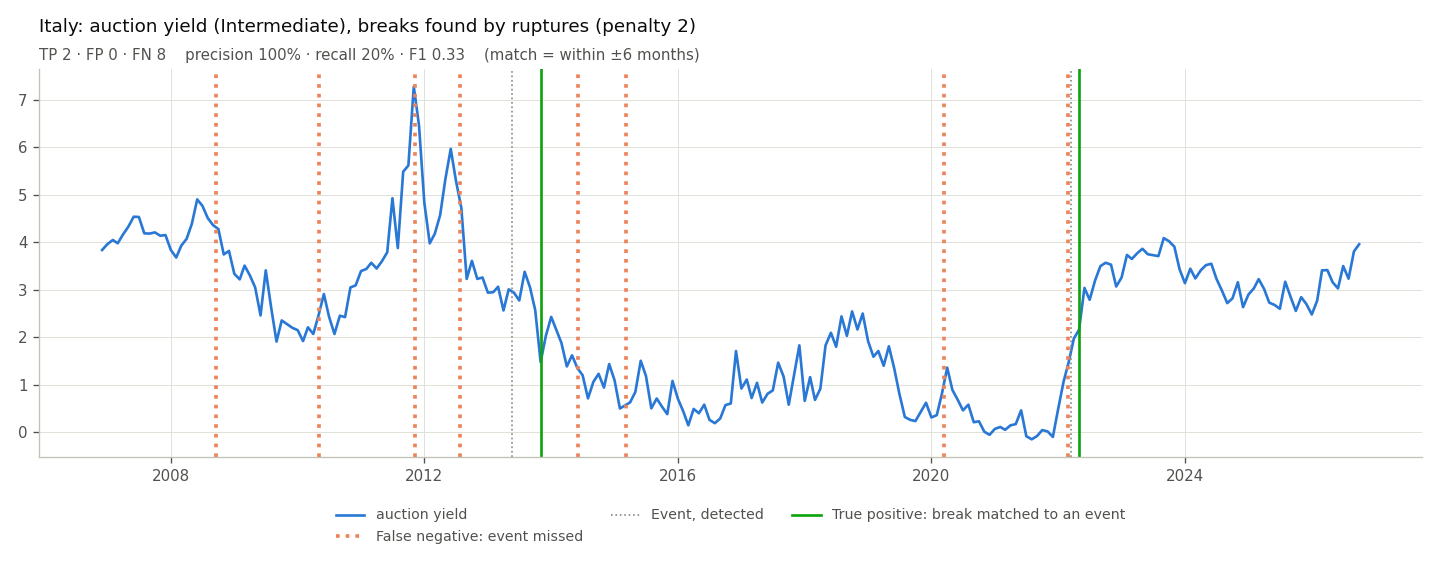 Italy: auction yield (Intermediate), breaks found by ruptures (penalty 2)
TP 2 · FP 0 · FN 8    precision 100% · recall 20% · F1 0.33    (match = within ±6 months)
7
6
5
4
3
2
1
0
2008 2012 2016 2020 2024
auction yield
False negative: event missed
Event, detected
True positive: break matched to an event